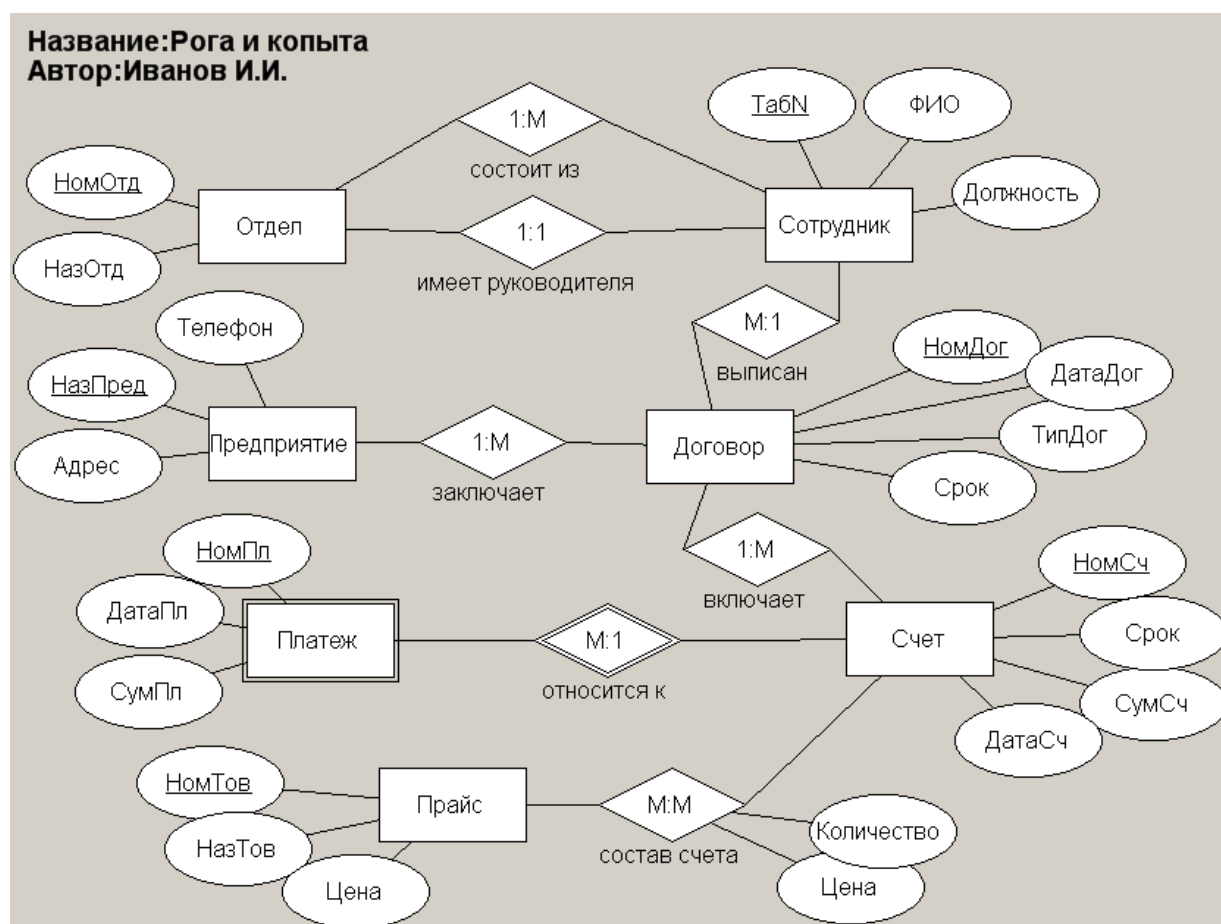 Название:Рога и копыта
Автор:Иванов И.И.
1:М
состоит из
ТабN
ФИО
НомОтд
Отдел
НазОтд
1:1
имеет руководителя
Сотрудник
Должность
Телефон
М:1
выписан
НомДог
ДатаДог
НазПред
Предприятие
Адрес
1:М
заключает
Договор
ТипДог
Срок
НомПл
1:М
включает
НомСч
ДатаПл
Платеж
СумПл
М:1
относится к
Счет
Срок
СумСч
ДатаСч
НомТов
Прайс
НазТов
Цена
М:М
состав счета
Количество
Цена